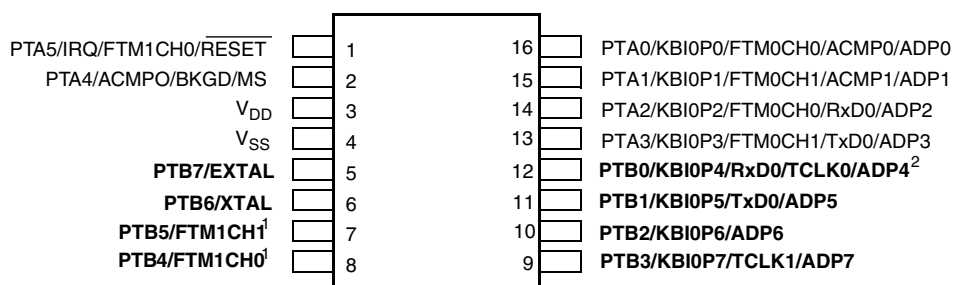 PTA5/IRQ/FTM1CH0/RESET 1 16 PTA0/KBI0P0/FTM0CH0/ACMP0/ADP0
PTA4/ACMPO/BKGD/MS 2 15 PTA1/KBI0P1/FTM0CH1/ACMP1/ADP1
VDD 3 14 PTA2/KBI0P2/FTM0CH0/RxD0/ADP2
VSS 4 13 PTA3/KBI0P3/FTM0CH1/TxD0/ADP3
PTB7/EXTAL 5 12 PTB0/KBI0P4/RxD0/TCLK0/ADP4²
PTB6/XTAL 6 11 PTB1/KBI0P5/TxD0/ADP5
PTB5/FTM1CH1¹ 7 10 PTB2/KBI0P6/ADP6
PTB4/FTM1CH0¹ 8 9 PTB3/KBI0P7/TCLK1/ADP7